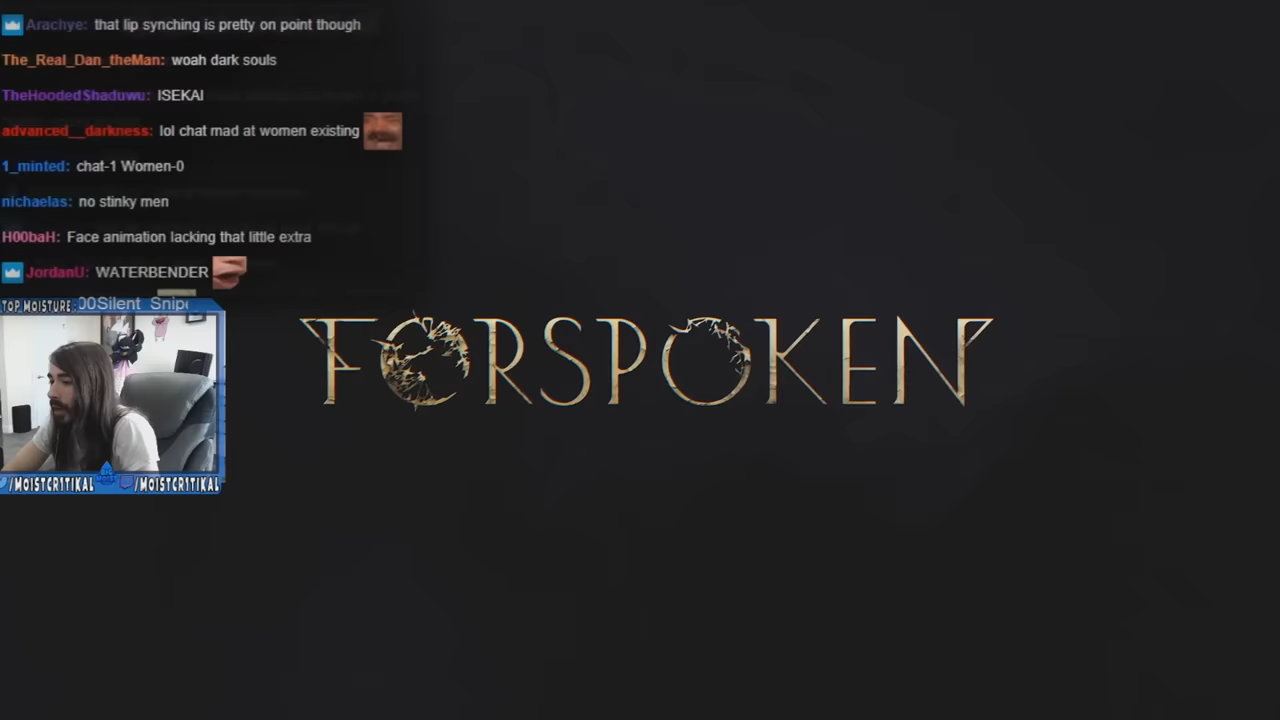 Arachye: that lip synching is pretty on point though
The_Real_Dan_theMan: woah dark souls
TheHoodedShaduwu: ISEKAI
advanced__darkness: lol chat mad at women existing
1_minted: chat-1 Women-0
nichaelas: no stinky men
H00baH: Face animation lacking that little extra
JordanU: WATERBENDER
TOP MOISTURE: 00Silent_Snip
FORSPOKEN
/MOISTCR1TIKAL /MOISTCR1TIKAL